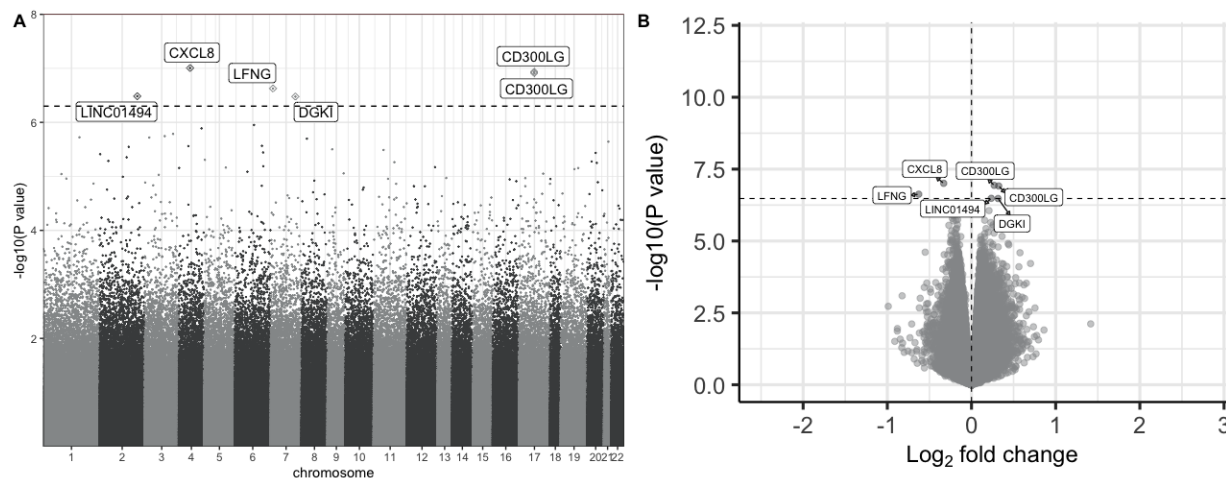 A
8
6
4
2
-log10(P value)
CXCL8
LFNG
CD300LG
CD300LG
LINC01494
DGKI
1 2 3 4 5 6 7 8 9 10 11 12 13 14 15 16 17 18 19 202122
chromosome
B
12.5
10.0
7.5
5.0
2.5
0.0
-log10(P value)
CXCL8
CD300LG
LFNG
CD300LG
LINC01494
DGKI
-2 -1 0 1 2 3
Log2 fold change